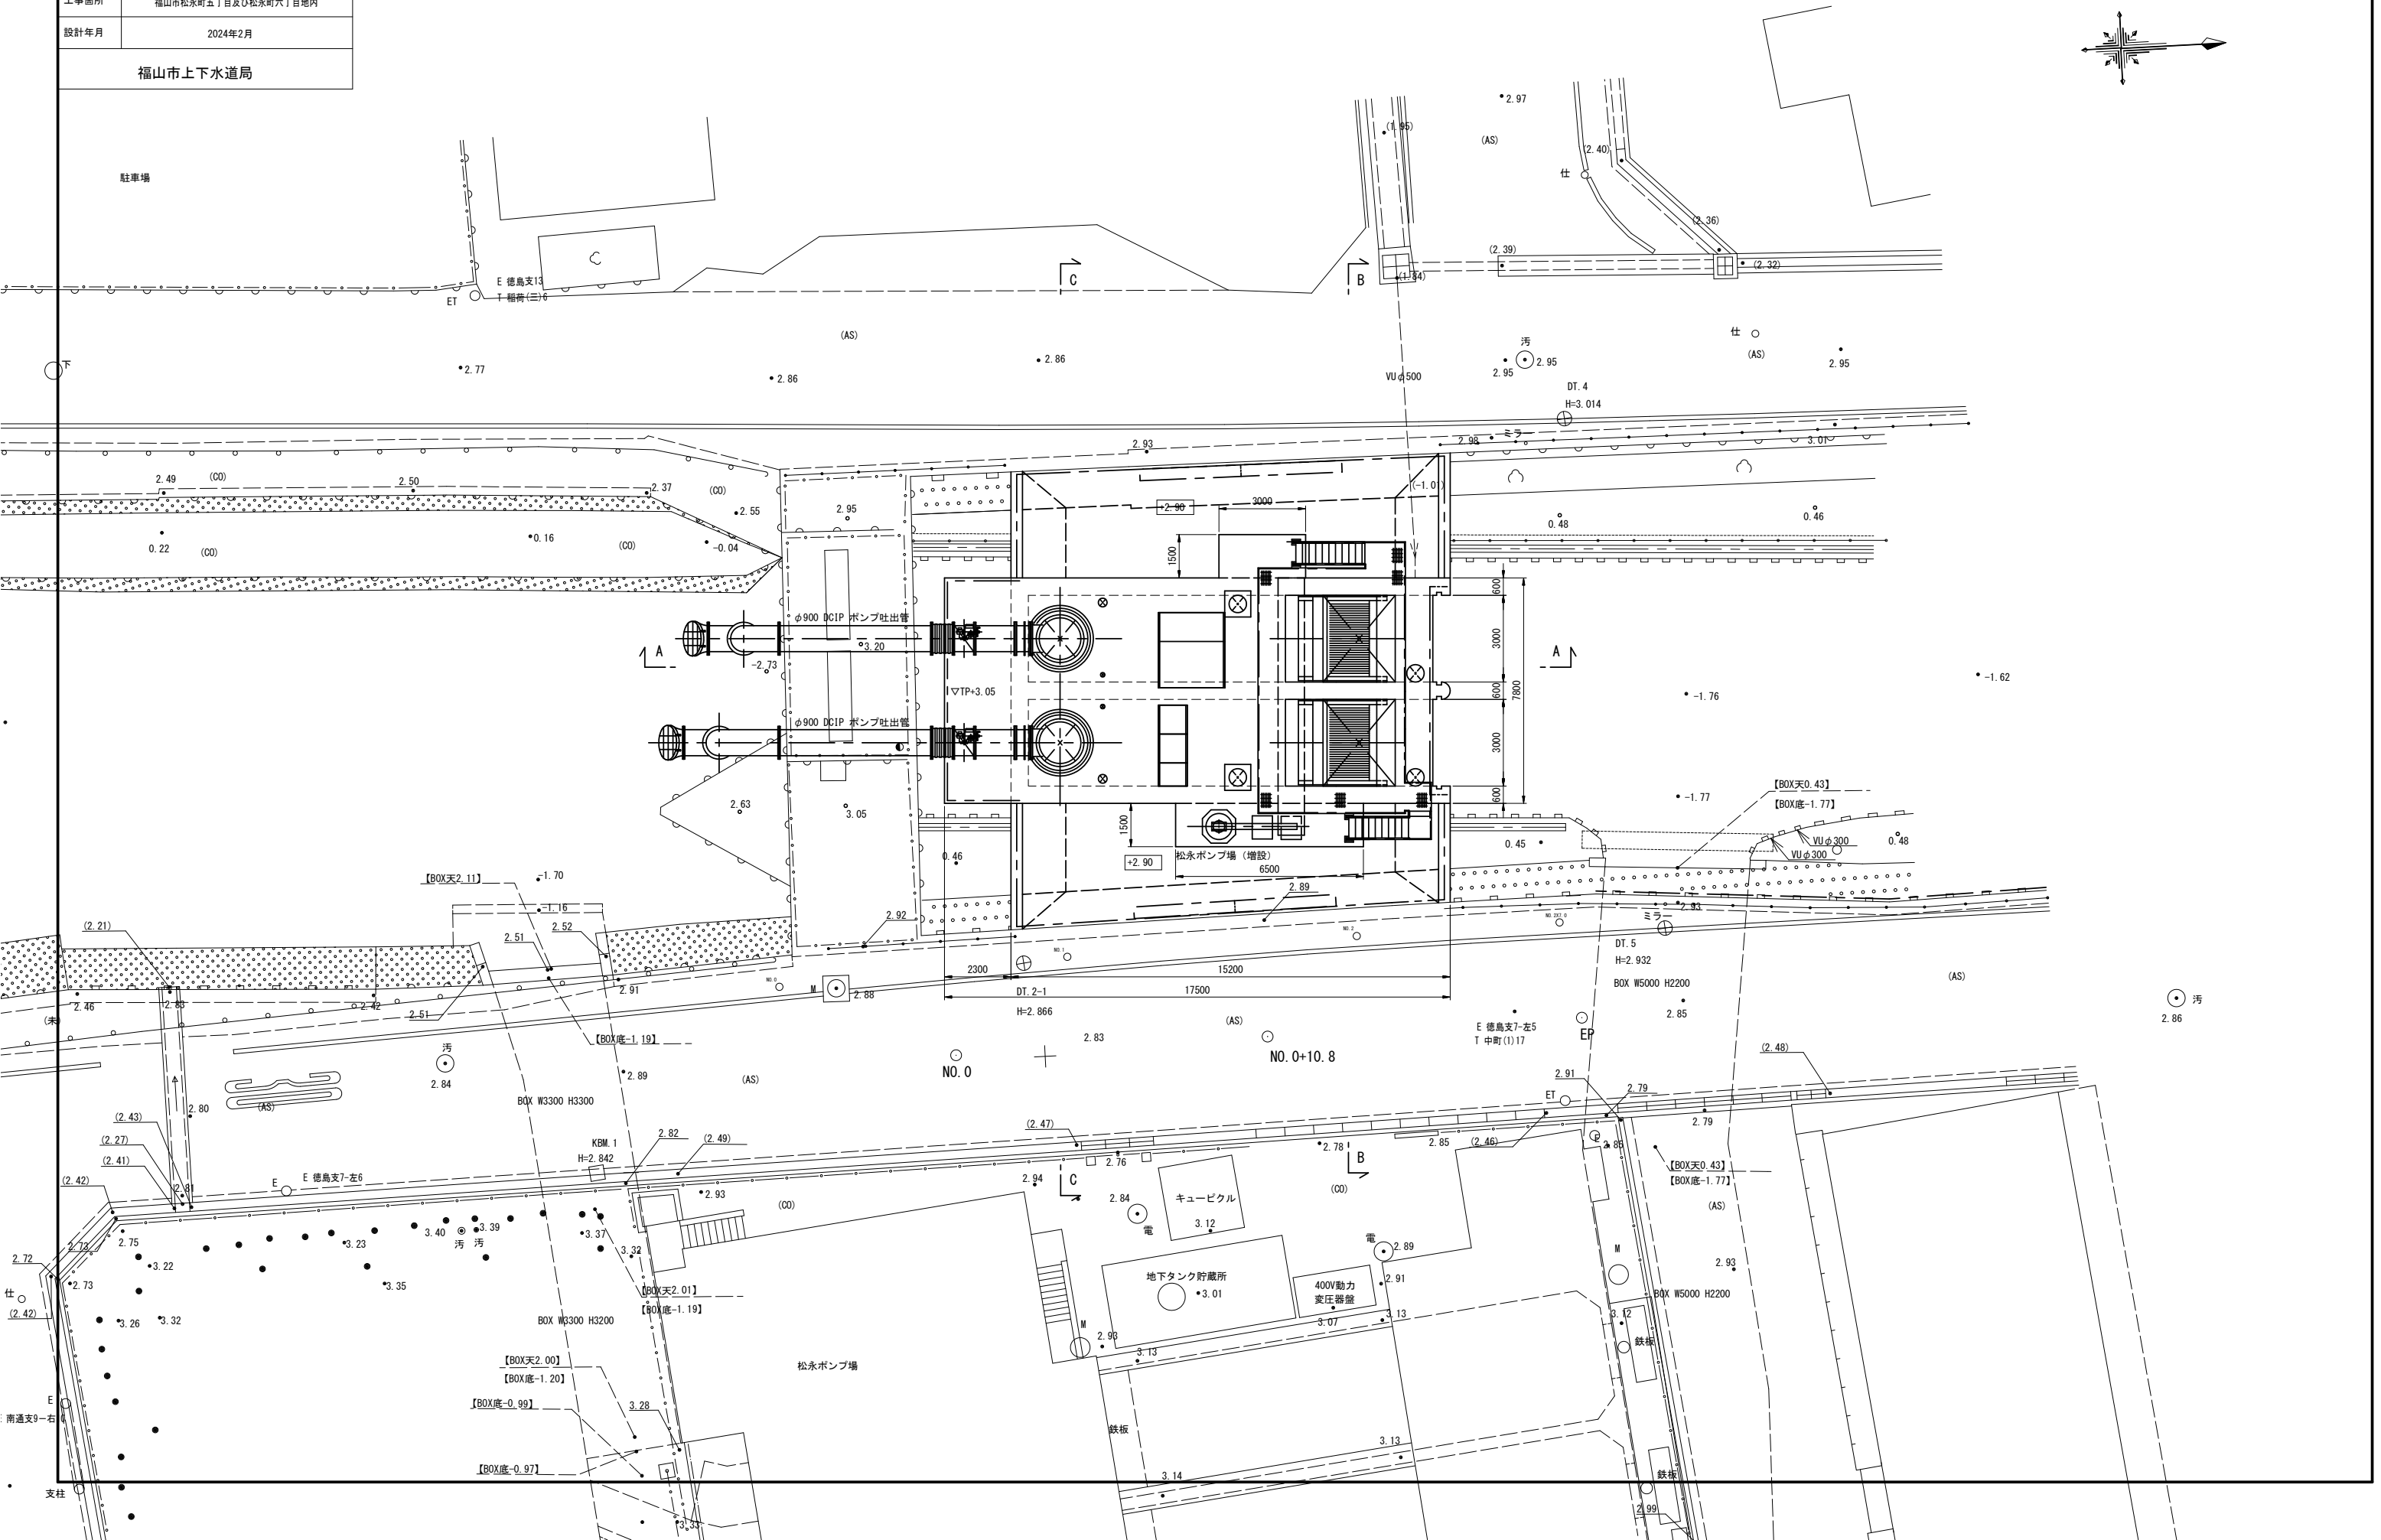 工事箇所 福山市松永町五丁目及び松永町六丁目地内
設計年月 2024年2月
福山市上下水道局
駐車場
2.97
(AS)
(1.95)
(2.40)
仕
(2.36)
(2.39)
(2.32)
(1.84)
E 徳島支13
T 稲荷(三)6
ET
C
B
(AS)
下
2.77
2.86
2.86
VUφ500
汚
2.95
2.95
仕
(AS)
2.95
DT.4
H=3.014
2.93
2.98
ミラー
3.01
2.49
(CO)
2.50
2.37
(CO)
2.55
2.95
+2.90
3000
(-1.01)
0.48
0.46
0.22
(CO)
0.16
(CO)
-0.04
1500
600
φ900 DCIP ポンプ吐出管
3000
A
3.20
A
-2.73
▽TP+3.05
600
7800
-1.76
-1.62
φ900 DCIP ポンプ吐出管
3000
600
-1.77
【BOX天0.43】
【BOX底-1.77】
2.63
3.05
1500
VUφ300
VUφ300
0.48
0.46
+2.90
松永ポンプ場（増設）
6500
0.45
【BOX天2.11】
-1.70
-1.16
2.89
2.93
ミラー
(2.21)
2.51
2.52
2.92
NO.0
NO.1
NO.2
DT.5
H=2.932
BOX W5000 H2200
(AS)
2300
15200
17500
2.46
2.83
2.42
2.51
2.91
M
2.88
DT.2-1
H=2.866
(未)
【BOX底-1.19】
2.83
(AS)
E 徳島支7-左5
T 中町(1)17
EP
2.85
汚
2.86
汚
2.84
2.89
(AS)
NO.0
NO.0+10.8
(2.48)
2.80
(AS)
BOX W3300 H3300
(2.43)
(2.27)
(2.41)
(2.42)
2.81
E
E 徳島支7-左6
KBM.1
H=2.842
2.82
(2.49)
(2.47)
2.76
2.78
2.85
(2.46)
ET
2.91
2.79
2.79
E
2.85
【BOX天0.43】
【BOX底-1.77】
(AS)
2.72
2.73
2.75
2.73
3.22
3.23
3.40
3.39
汚
汚
3.37
3.32
2.93
(CO)
2.94
C
B
(CO)
2.84
電
キュービクル
3.12
電
2.89
M
2.93
仕
(2.42)
3.35
3.26
3.32
【BOX天2.01】
【BOX底-1.19】
BOX W3300 H3200
地下タンク貯蔵所
3.01
400V動力
変圧器盤
3.07
2.91
3.13
BOX W5000 H2200
3.12
鉄板
M
2.93
3.13
松永ポンプ場
【BOX天2.00】
【BOX底-1.20】
【BOX底-0.99】
3.28
【BOX底-0.97】
E
南通支9-右
鉄板
3.13
3.14
鉄板
2.99
支柱
3.33